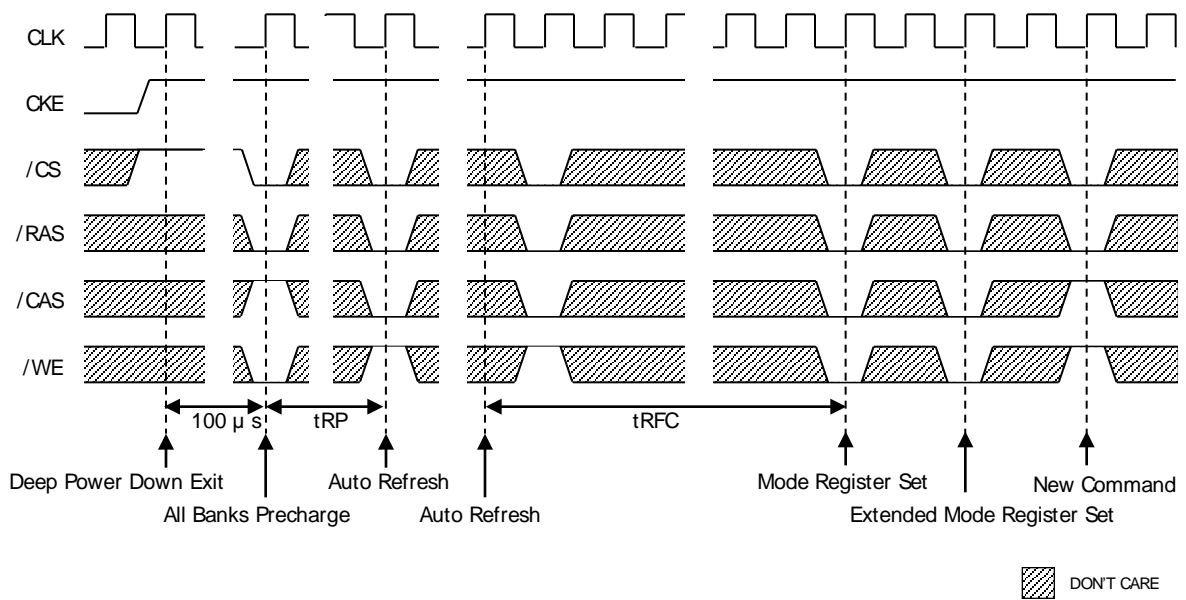 CLK
CKE
/CS
/RAS
/CAS
/WE
100 μ s
tRP
tRFC
Deep Power Down Exit
Auto Refresh
Mode Register Set
New Command
All Banks Precharge
Auto Refresh
Extended Mode Register Set
DON'T CARE